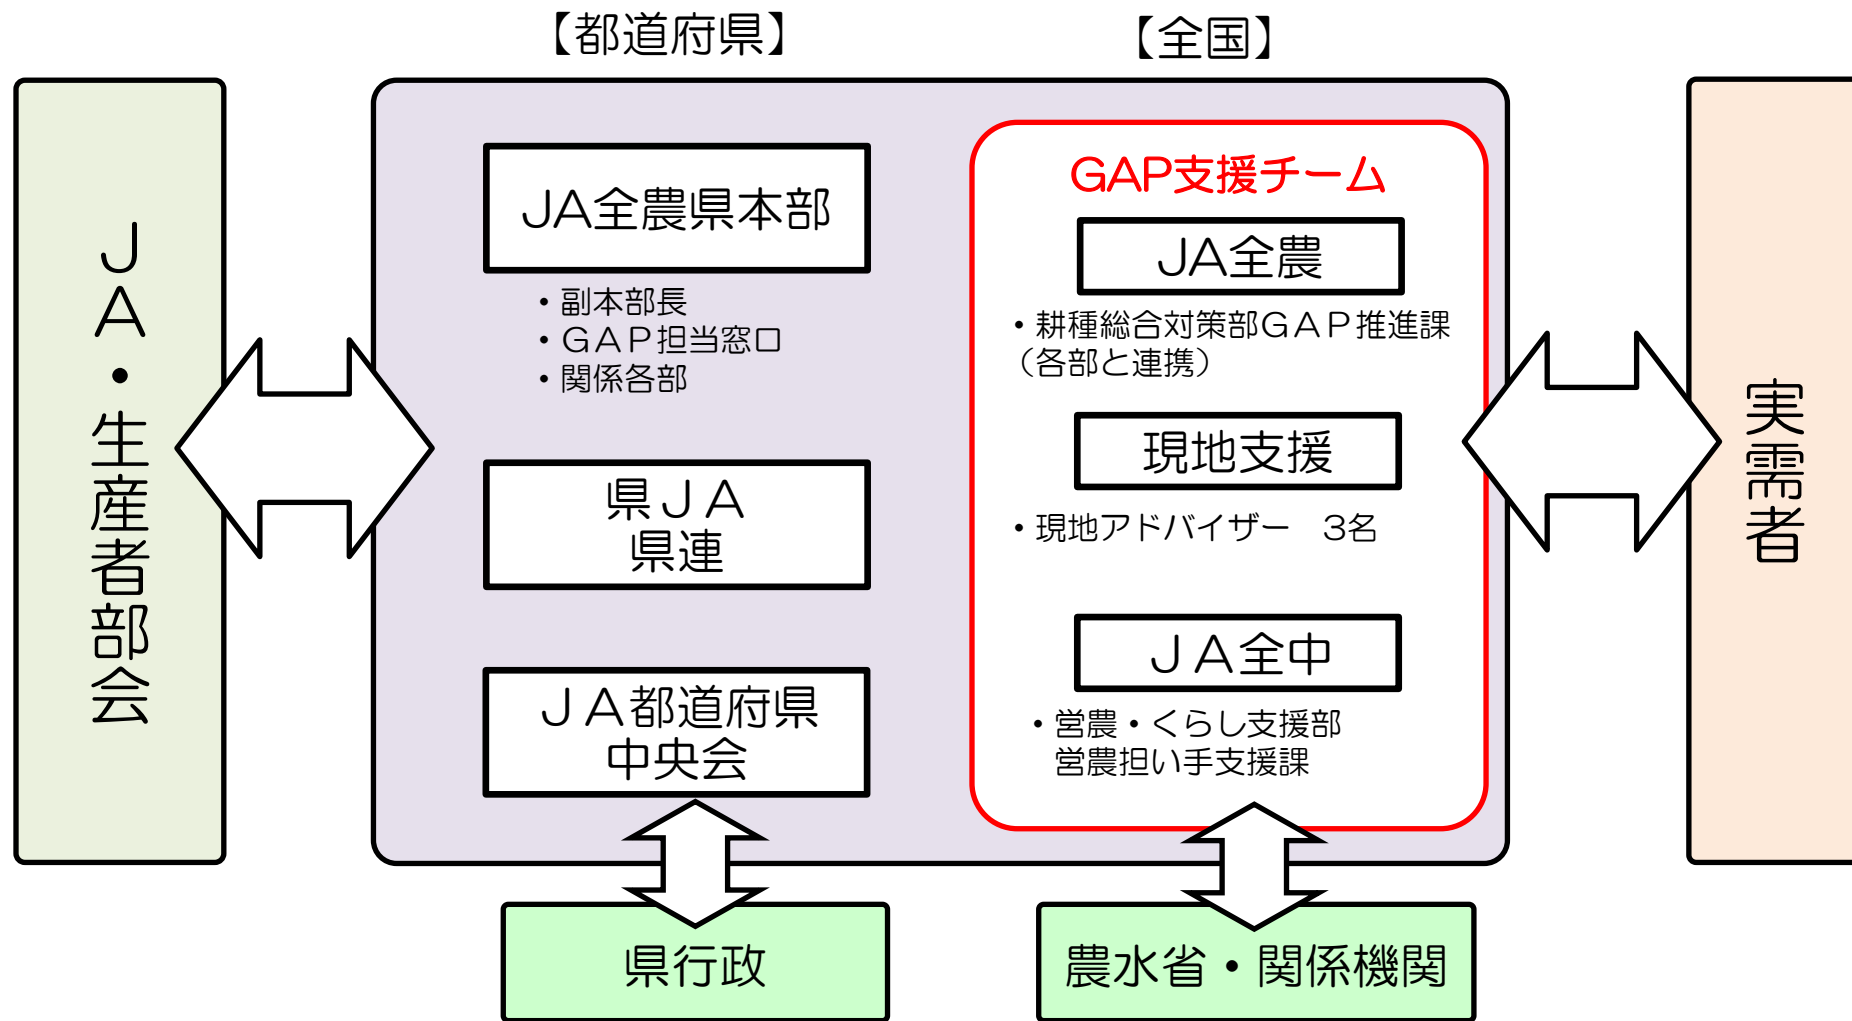 【都道府県】
【全国】
JA・生産者部会
JA全農県本部
・副本部長
・GAP担当窓口
・関係各部
県JA
県連
JA都道府県
中央会
GAP支援チーム
JA全農
・耕種総合対策部GAP推進課
（各部と連携）
現地支援
・現地アドバイザー　3名
JA全中
・営農・くらし支援部
営農担い手支援課
実需者
県行政
農水省・関係機関